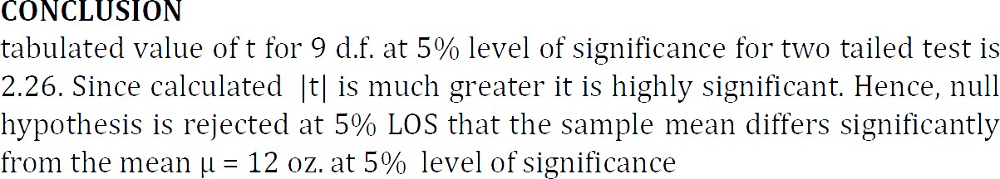 CONCLUSION
tabulated value of t for 9 d.f. at 5% level of significance for two tailed test is
2.26. Since calculated |t| is much greater it is highly significant. Hence, null
hypothesis is rejected at 5% LOS that the sample mean differs significantly
from the mean μ = 12 oz. at 5% level of significance